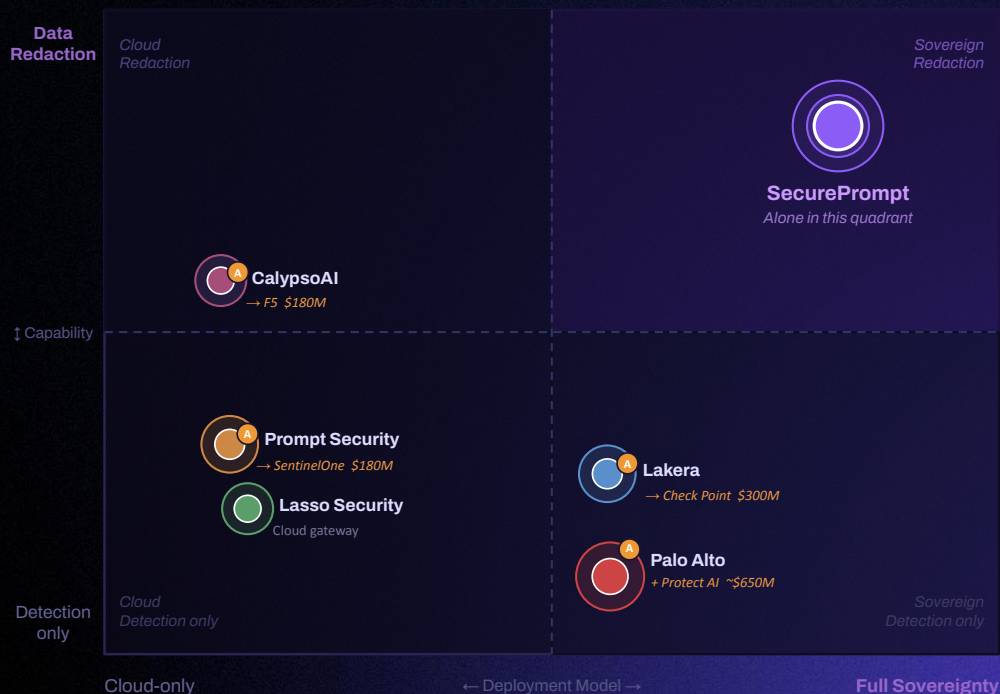 Data
Redaction
Cloud
Redaction
Sovereign
Redaction
SecurePrompt
Alone in this quadrant
A
CalypsoAI
→ F5 $180M
↕ Capability
A
Prompt Security
→ SentinelOne $180M
Lasso Security
Cloud gateway
A
Lakera
→ Check Point $300M
A
Palo Alto
+ Protect AI ~$650M
Detection
only
Cloud
Detection only
Sovereign
Detection only
Cloud-only
← Deployment Model →
Full Sovereignty